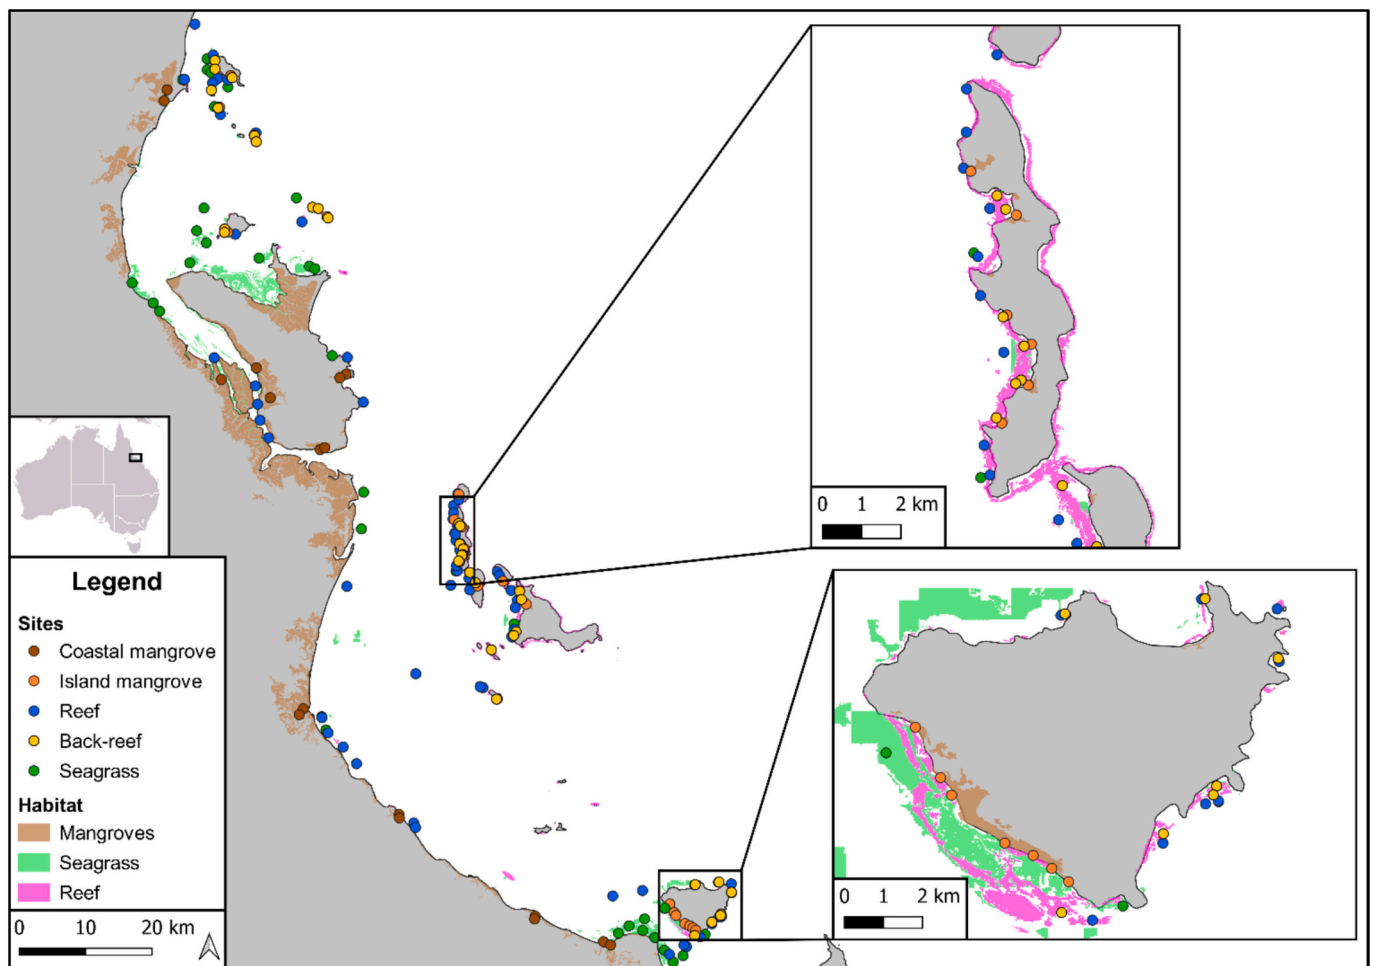 0 1 2 km
Legend
Sites
Coastal mangrove
Island mangrove
Reef
Back-reef
Seagrass
Habitat
Mangroves
Seagrass
Reef
0 10 20 km
0 1 2 km